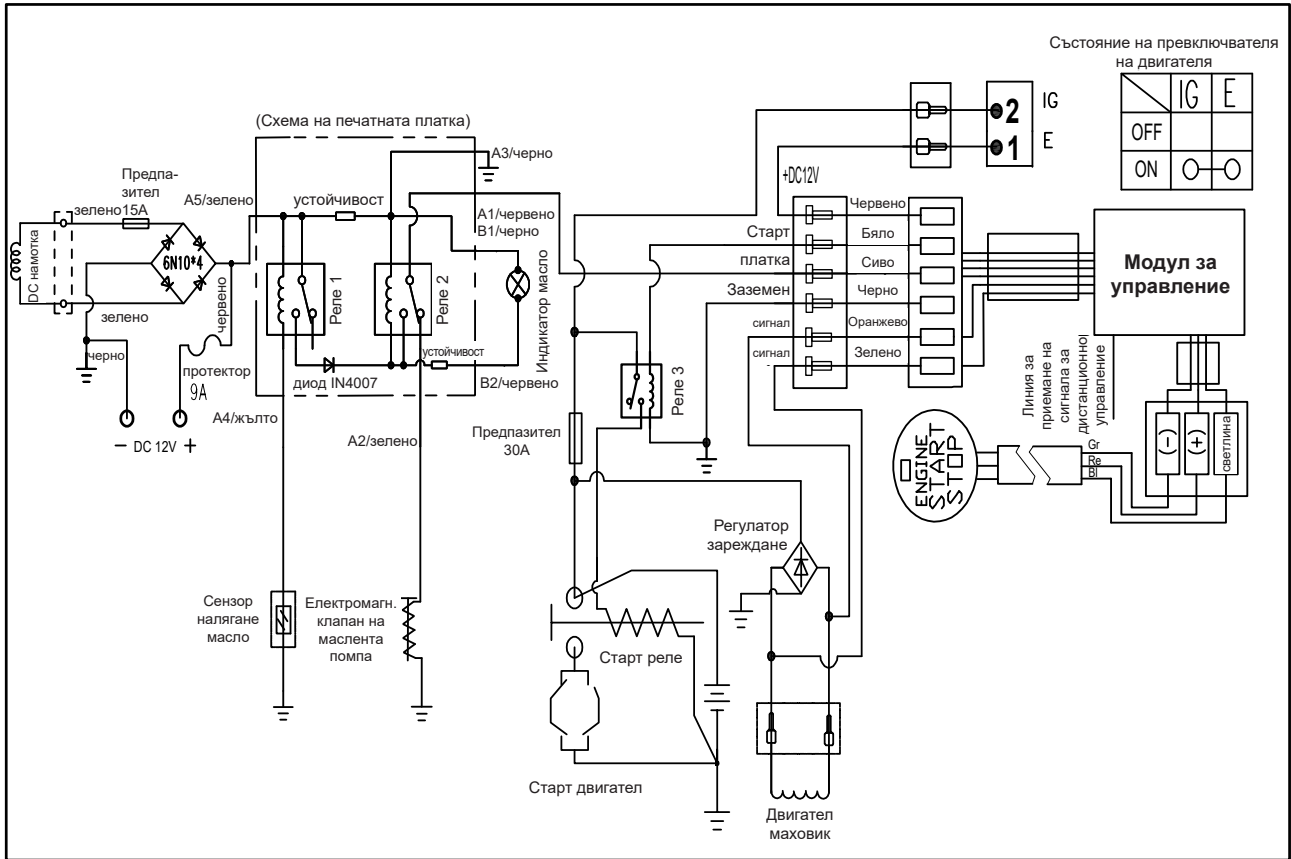 Състояние на превключвателя
на двигателя
IG E
OFF
ON
2 IG
1 E
(Схема на печатната платка)
A3/черно
Предпа-
зител
15A
зелено
A5/зелено
устойчивост
A1/червено
B1/черно
DC намотка
6N10*4
зелено
червено
черно
протектор
9A
− DC 12V +
Реле 1
Реле 2
диод IN4007
устойчивост
Индикатор масло
B2/червено
A4/жълто
A2/зелено
+DC12V
Старт
платка
Заземен
сигнал
сигнал
Червено
Бяло
Сиво
Черно
Оранжево
Зелено
Модул за
управление
Реле 3
Предпазител
30A
Линия за
приемане на
сигнала за
дистанционно
управление
ENGINE
START
STOP
Gr
Re
Bl
(−)
(+)
светлина
Регулатор
зареждане
Сензор
налягане
масло
Електромагн.
клапан на
маслента
помпа
Старт реле
Старт двигател
Двигател
маховик